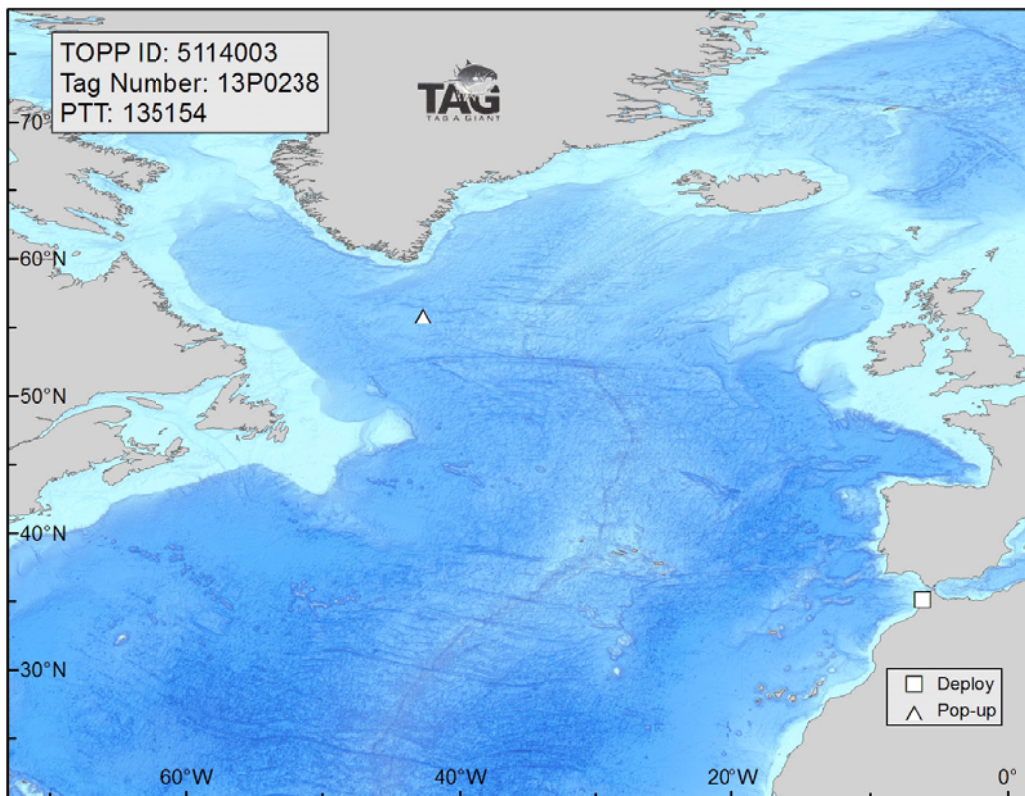 TOPP ID: 5114003
Tag Number: 13P0238
PTT: 135154
TAG
TAG A GIANT
70°
60°N
50°N
40°N
30°N
Deploy
Pop-up
60°W
40°W
20°W
0°